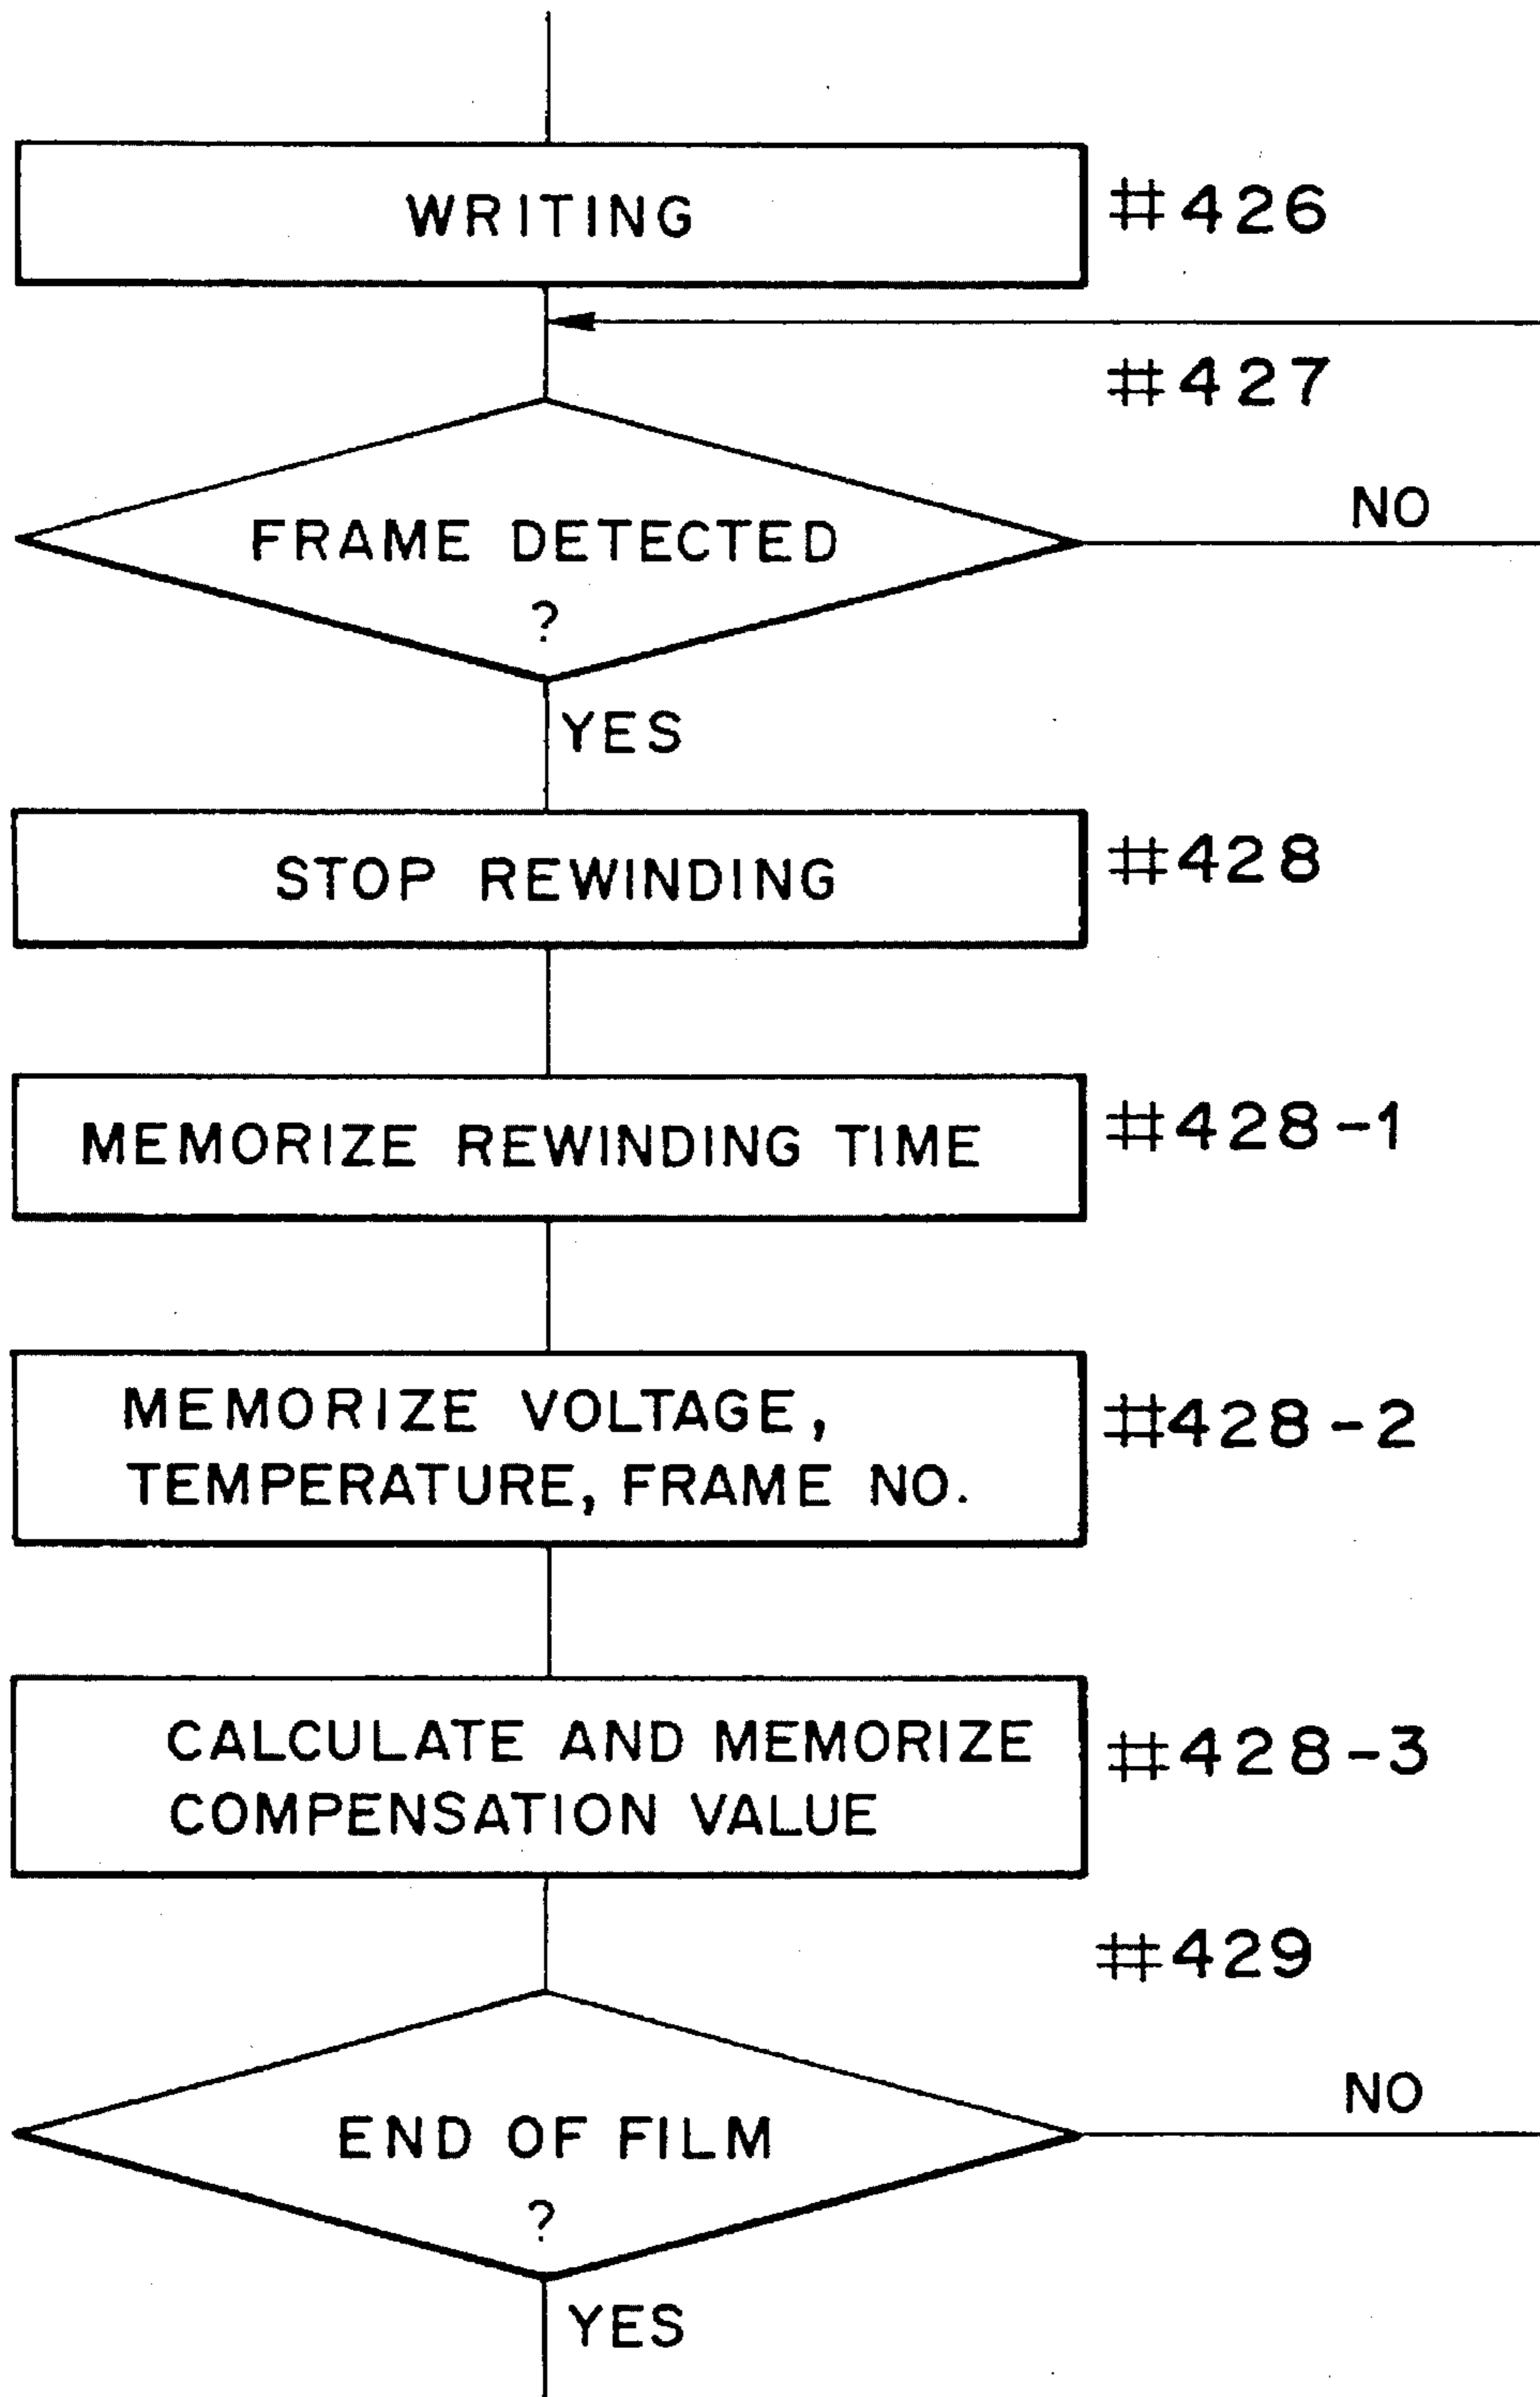 WRITING
#426
#427
FRAME DETECTED
?
NO
YES
STOP REWINDING
#428
MEMORIZE REWINDING TIME
#428-1
MEMORIZE VOLTAGE,
TEMPERATURE, FRAME NO.
#428-2
CALCULATE AND MEMORIZE
COMPENSATION VALUE
#428-3
#429
END OF FILM
?
NO
YES